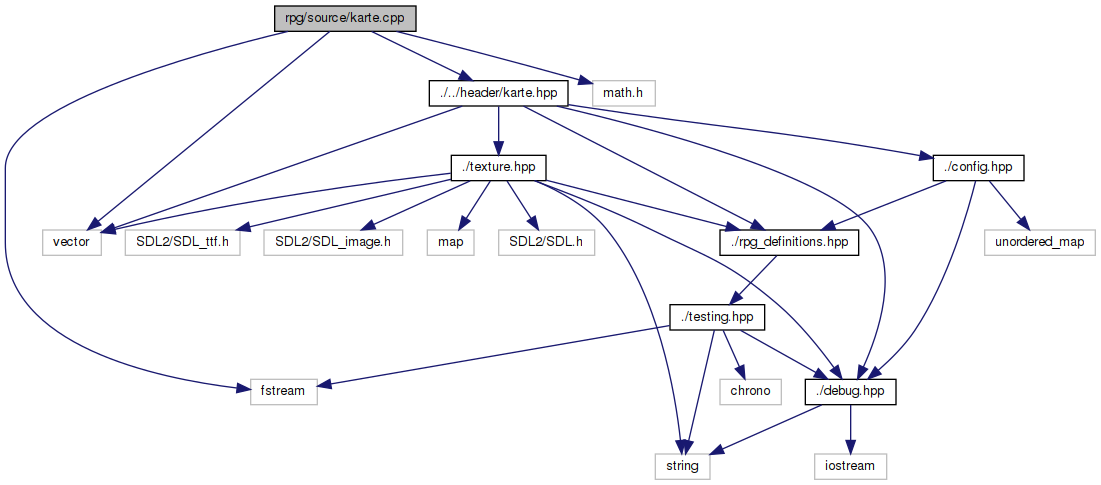 rpg/source/karte.cpp
./../header/karte.hpp
math.h
./texture.hpp
./config.hpp
vector
SDL2/SDL_ttf.h
SDL2/SDL_image.h
map
SDL2/SDL.h
./rpg_definitions.hpp
unordered_map
./testing.hpp
fstream
chrono
./debug.hpp
string
iostream